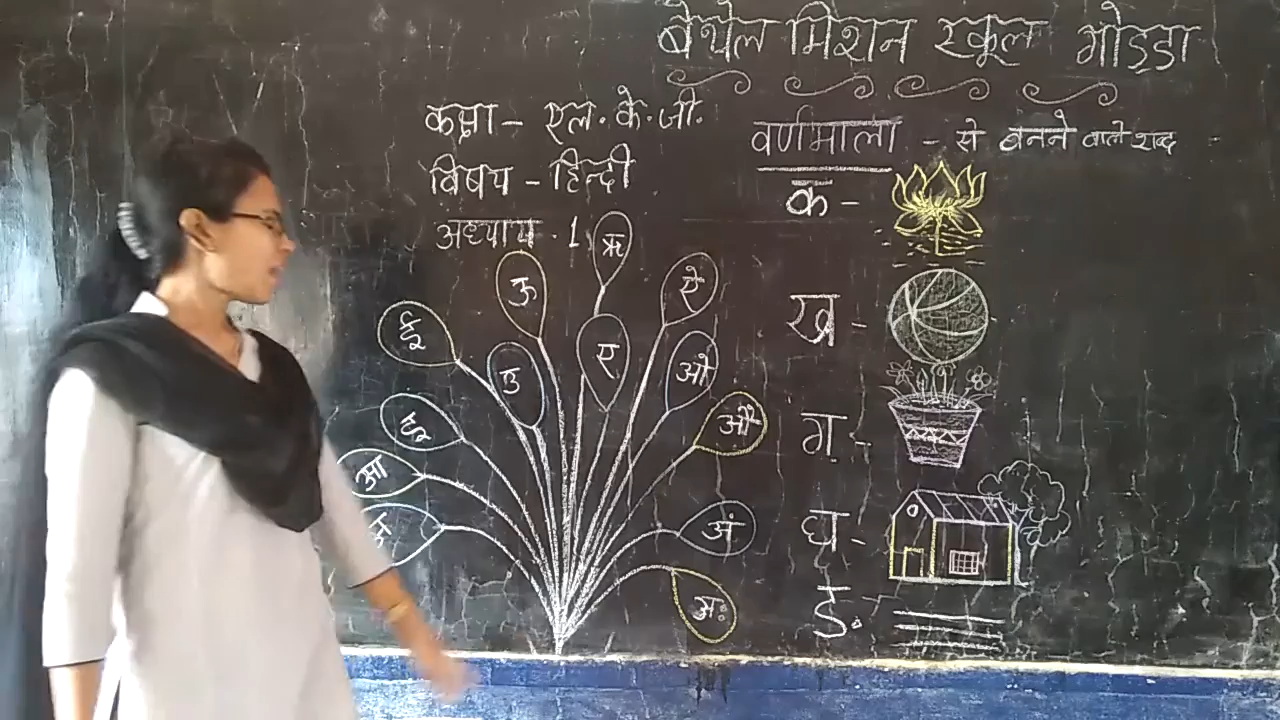 बेथेल मिशन स्कूल गोड्डा
कक्षा - एल. के. जी.
विषय - हिन्दी
अध्याय . 1
वर्णमाला - से बनने वाले शब्द
क -
ख -
ग -
घ -
ङ
ऋ
ऊ
ऐ
ई
उ
ए
ओ
इ
औ
आ
अ
अं
अः